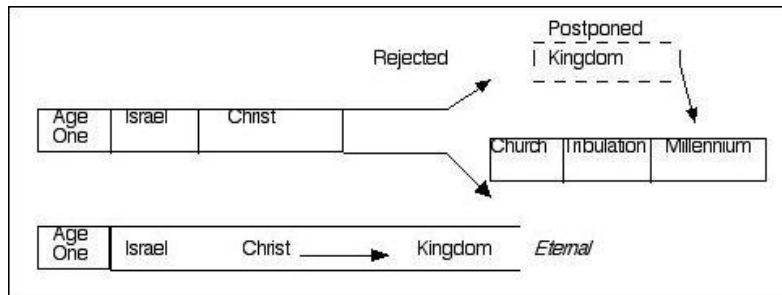 Postponed
Rejected
Kingdom
Age
One
Israel
Christ
Church
Tribulation
Millennium
Age
One
Israel
Christ
Kingdom
Eternal